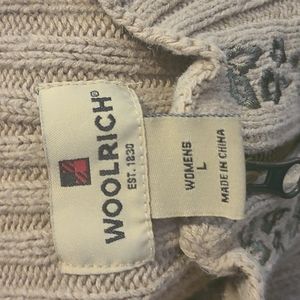 WOOLRICH®
EST. 1830
WOMENS
L
MADE IN CHINA